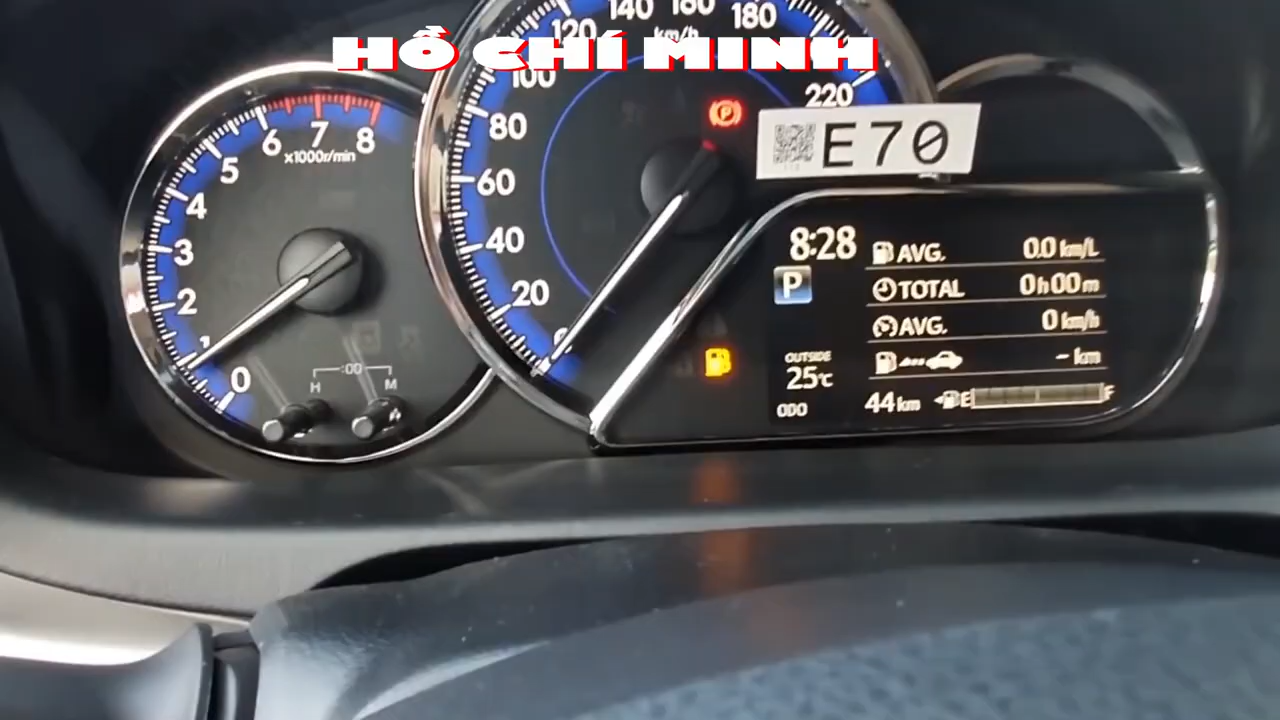 HỒ CHÍ MINH
120 140 160 180
km/h
100 220
80
60
40
20
0
6 7 8
5
x1000r/min
4
3
2
1
0
:00
H M
E70
8:28
P
AVG. 0.0 km/L
TOTAL 0h00m
AVG. 0 km/h
- km
OUTSIDE
25°C
ODO 44 km
E F